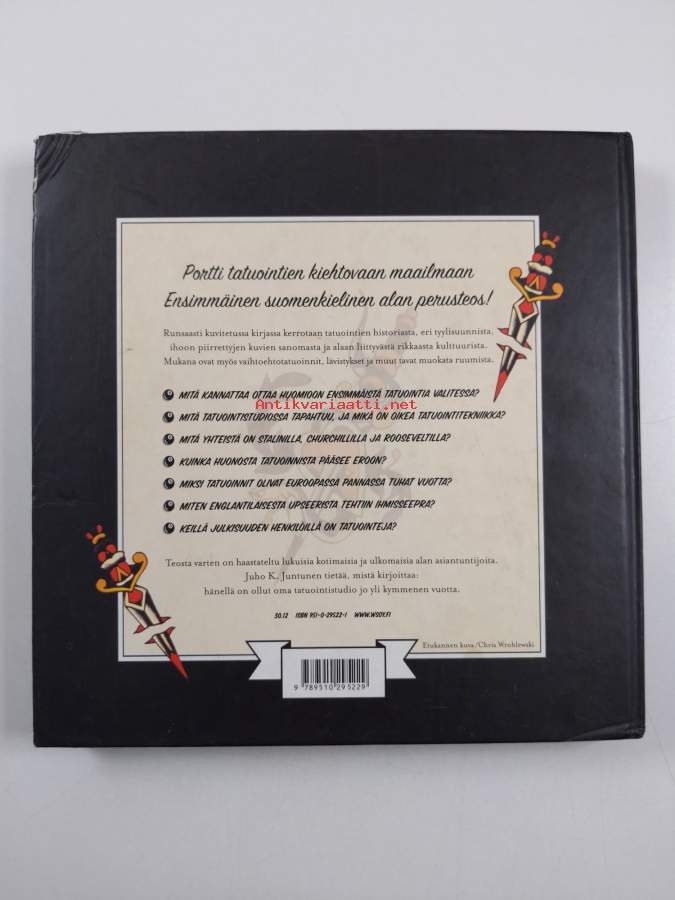 Portti tatuointien kiehtovaan maailmaan
Ensimmäinen suomenkielinen alan perusteos!
Runsaasti kuvitetussa kirjassa kerrotaan tatuointien historiasta, eri tyylisuunnista,
ihoon piirrettyjen kuvien sanomasta ja alaan liittyvästä rikkaasta kulttuurista.
Mukana ovat myös vaihtoehtotatuoinnit, lävistykset ja muut tavat muokata ruumista.
MITÄ KANNATTAA OTTAA HUOMIOON ENSIMMÄISTÄ TATUOINTIA VALITESSA?
Antikvariaatti.net
MITÄ TATUOINTISTUDIOSSA TAPAHTUU, JA MIKÄ ON OIKEA TATUOINTITEKNIIKKA?
MITÄ YHTEISTÄ ON STALINILLA, CHURCHILLILLA JA ROOSEVELTILLA?
KUINKA HUONOSTA TATUOINNISTA PÄÄSEE EROON?
MIKSI TATUOINNIT OLIVAT EUROOPASSA PANNASSA TUHAT VUOTTA?
MITEN ENGLANTILAISESTA UPSEERISTA TEHTIIN IHMISSEEPRA?
KEILLÄ JULKISUUDEN HENKILÖILLÄ ON TATUOINTEJA?
Teosta varten on haastateltu lukuisia kotimaisia ja ulkomaisia alan asiantuntijoita.
Juho K. Juntunen tietää, mistä kirjoittaa:
hänellä on ollut oma tatuointistudio jo yli kymmenen vuotta.
30.12 ISBN 951-0-29522-1 WWW.WSOY.FI
Etukannen kuva/Chris Wroblewski
9 789510 295229